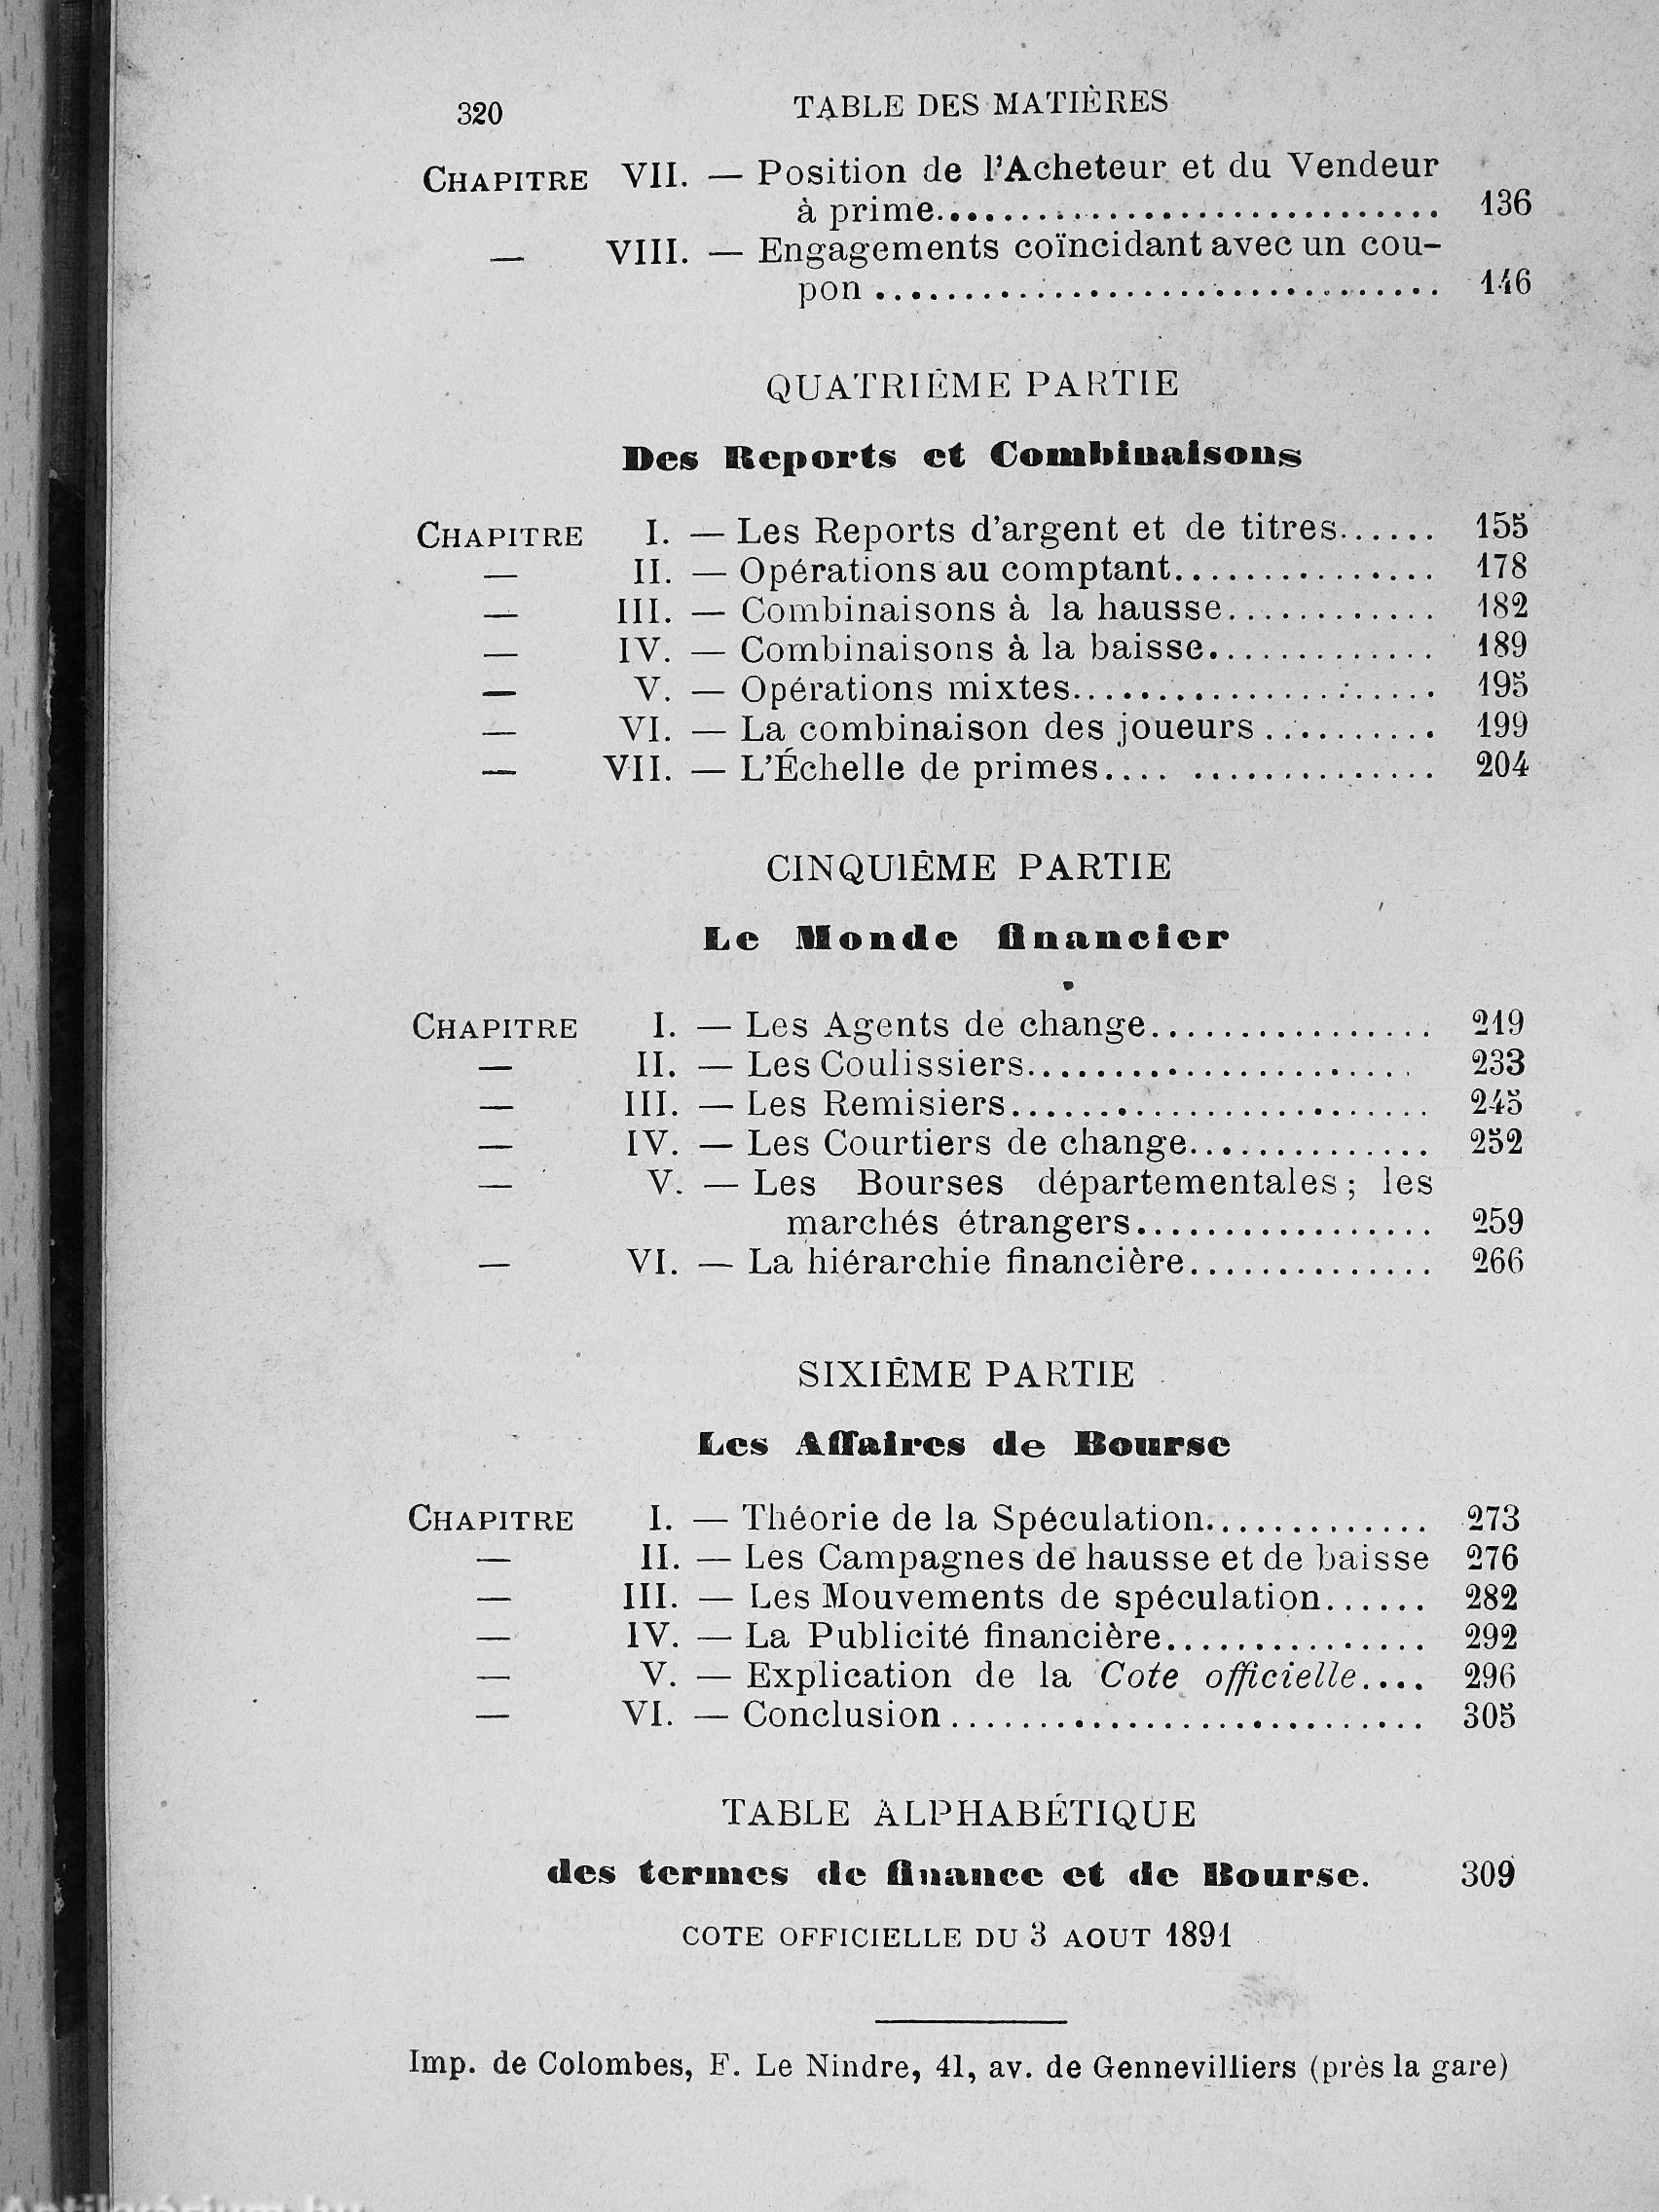 320 TABLE DES MATIÈRES
CHAPITRE VII. — Position de l'Acheteur et du Vendeur
à prime.............................. 136
— VIII. — Engagements coïncidant avec un cou-
pon ................................ 146
QUATRIÈME PARTIE
Des Reports et Combinaisons
CHAPITRE I. — Les Reports d'argent et de titres...... 155
— II. — Opérations au comptant............... 178
— III. — Combinaisons à la hausse............ 182
— IV. — Combinaisons à la baisse............. 189
— V. — Opérations mixtes..................... 195
— VI. — La combinaison des joueurs .......... 199
— VII. — L'Échelle de primes.... .............. 204
CINQUIÈME PARTIE
Le Monde financier
CHAPITRE I. — Les Agents de change................ 219
— II. — Les Coulissiers....................... 233
— III. — Les Remisiers........................ 245
— IV. — Les Courtiers de change.............. 252
— V. — Les Bourses départementales; les
marchés étrangers................. 259
— VI. — La hiérarchie financière.............. 266
SIXIÈME PARTIE
Les Affaires de Bourse
CHAPITRE I. — Théorie de la Spéculation............. 273
— II. — Les Campagnes de hausse et de baisse 276
— III. — Les Mouvements de spéculation...... 282
— IV. — La Publicité financière............... 292
— V. — Explication de la Cote officielle.... 296
— VI. — Conclusion........................... 305
TABLE ALPHABÉTIQUE
des termes de finance et de Bourse. 309
COTE OFFICIELLE DU 3 AOUT 1891
Imp. de Colombes, F. Le Nindre, 41, av. de Gennevilliers (près la gare)